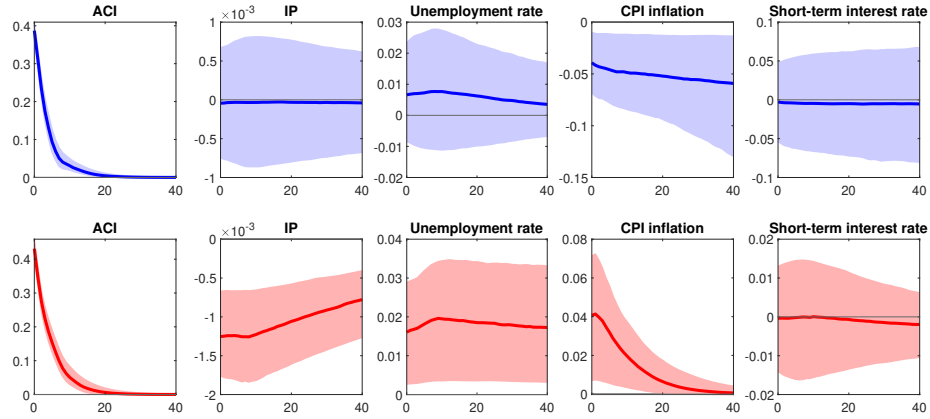 ACI IP Unemployment rate CPI inflation Short-term interest rate
×10⁻³
0.4 1 0.03 0 0.1
0.3 0.5 0.02 0.05
0.2 0 0.01 -0.05 0
0 -0.1
0.1 -0.5 -0.01 -0.05
0 -1 -0.02 -0.15 -0.1
0 20 40 0 20 40 0 20 40 0 20 40 0 20 40
ACI IP Unemployment rate CPI inflation Short-term interest rate
×10⁻³
0 0.04 0.08 0.02
0.4
0.3 -0.5 0.03 0.06 0.01
0.2 -1 0.02 0.04 0
0.1 -1.5 0.01 0.02 -0.01
0 -2 0 0 -0.02
0 20 40 0 20 40 0 20 40 0 20 40 0 20 40